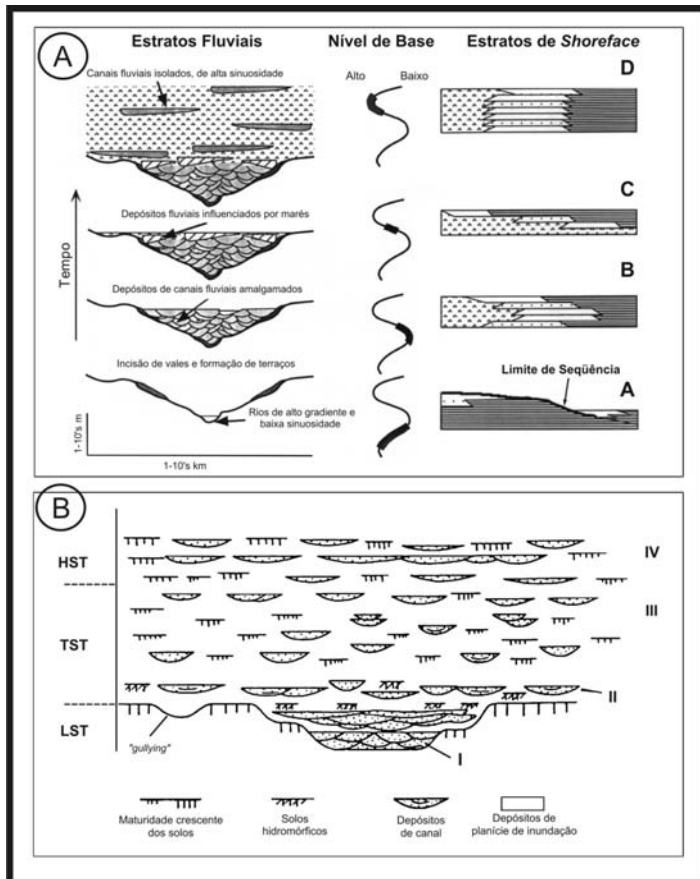 A
Estratos Fluviais
Nível de Base
Estratos de Shoreface
Canais fluviais isolados, de alta sinuosidade
Alto
Baixo
D
Depósitos fluviais influenciados por marés
C
Tempo
Depósitos de canais fluviais amalgamados
B
Incisão de vales e formação de terraços
Limite de Seqüência
A
Rios de alto gradiente e
baixa sinuosidade
1-10's m
1-10's km
B
HST
IV
III
TST
II
LST
"gullying"
I
Maturidade crescente
dos solos
Solos
hidromórficos
Depósitos
de canal
Depósitos de
planície de inundação